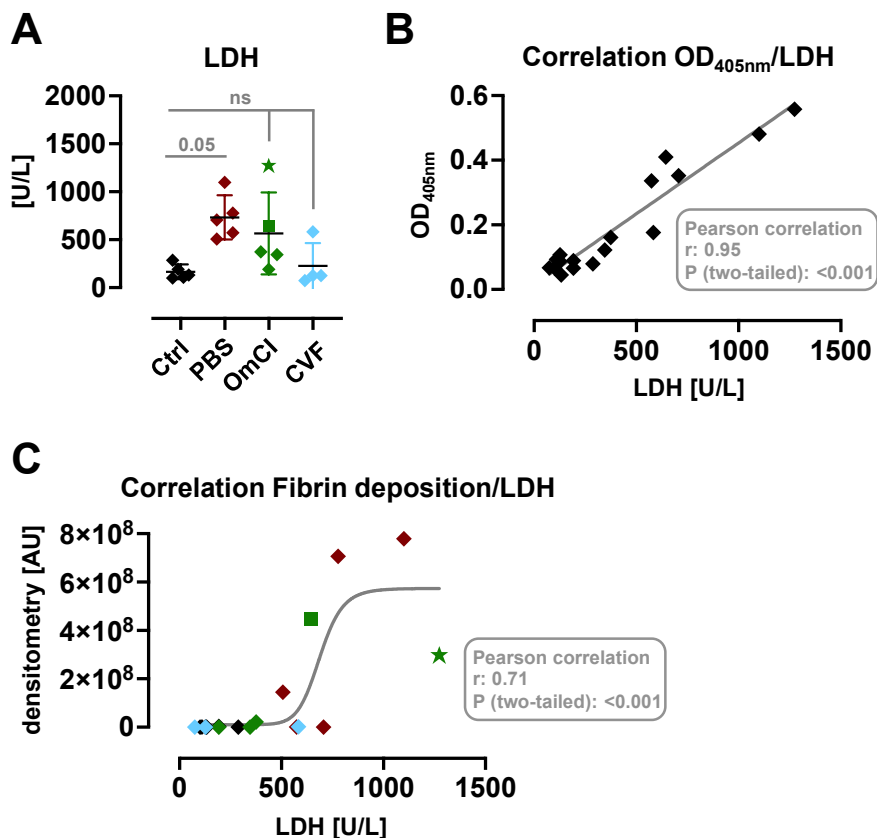 A
LDH
2000
1500
1000
500
0
[U/L]
ns
0.05
Ctrl
PBS
OmCI
CVF
B
Correlation OD405nm/LDH
0.6
0.4
0.2
0.0
OD405nm
Pearson correlation
r: 0.95
P (two-tailed): <0.001
0 500 1000 1500
LDH [U/L]
C
Correlation Fibrin deposition/LDH
8×10⁸
6×10⁸
4×10⁸
2×10⁸
0
densitometry [AU]
Pearson correlation
r: 0.71
P (two-tailed): <0.001
0 500 1000 1500
LDH [U/L]